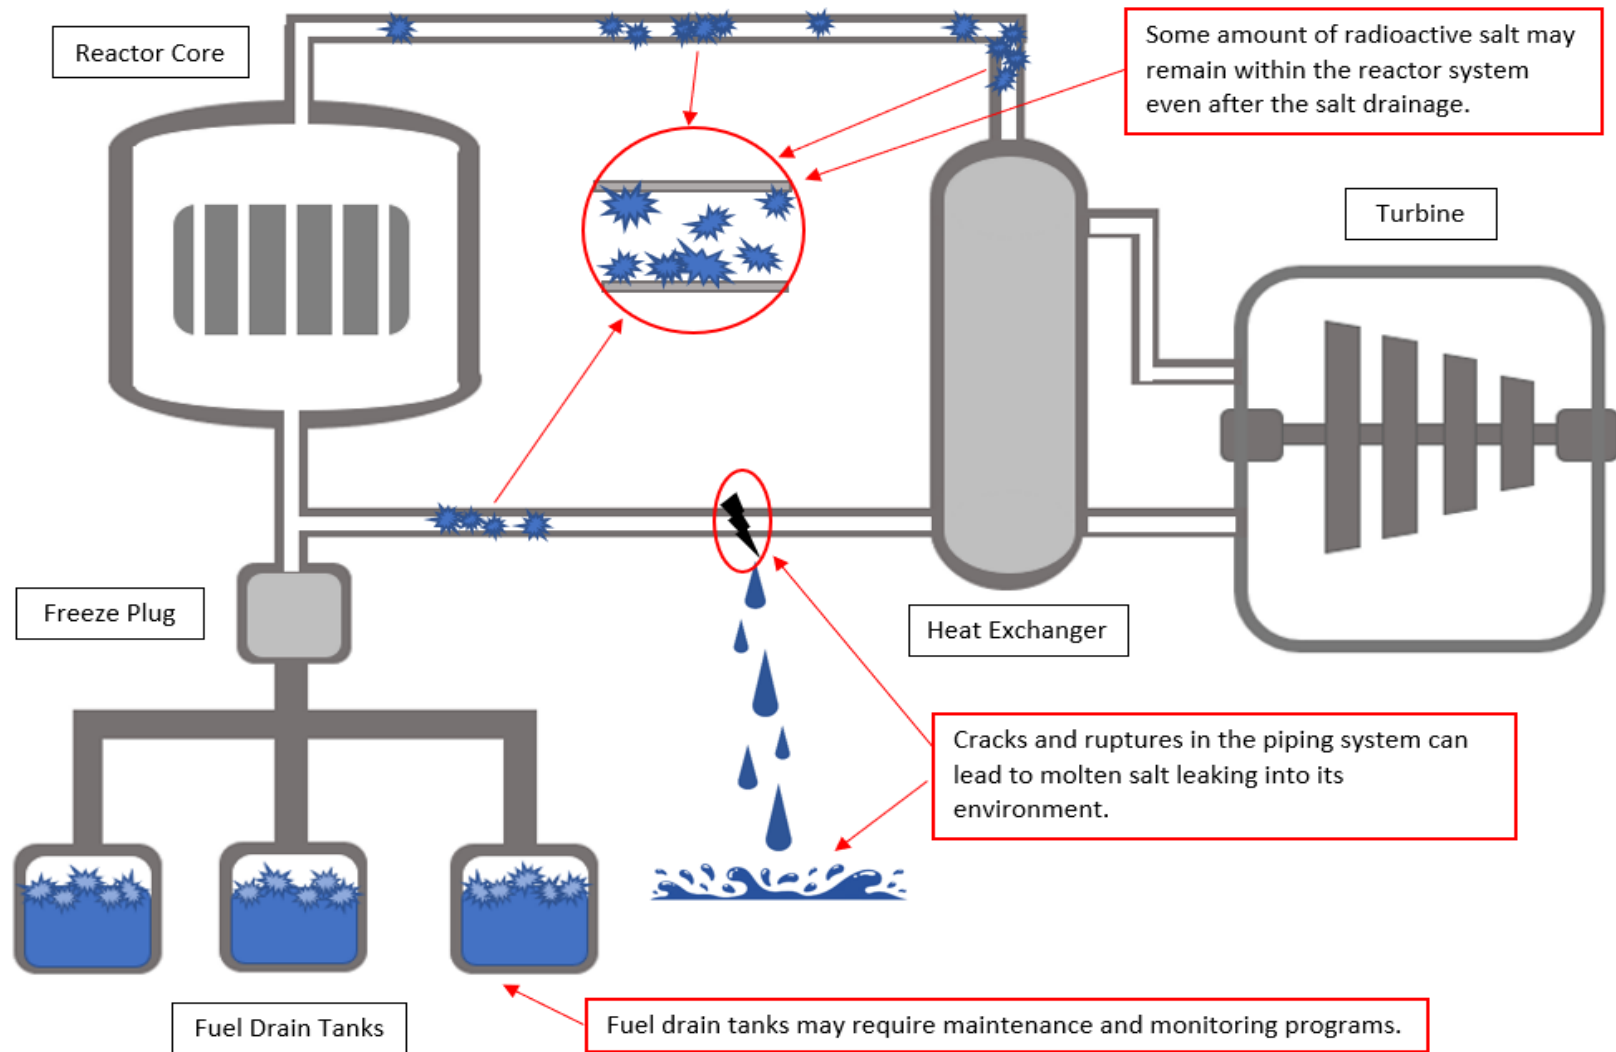 Reactor Core
Some amount of radioactive salt may
remain within the reactor system
even after the salt drainage.
Turbine
Freeze Plug
Heat Exchanger
Cracks and ruptures in the piping system can
lead to molten salt leaking into its
environment.
Fuel Drain Tanks
Fuel drain tanks may require maintenance and monitoring programs.